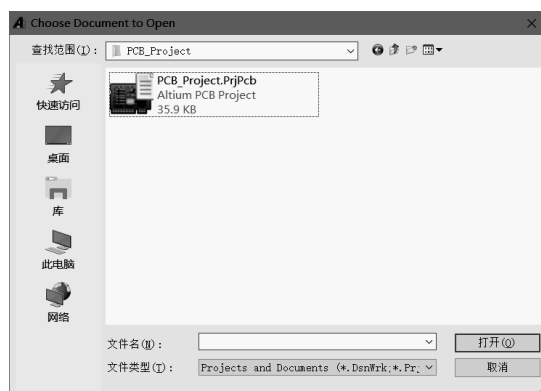 Choose Document to Open
查找范围(I): PCB_Project
快速访问
桌面
库
此电脑
网络
PCB_Project.PrjPcb
Altium PCB Project
35.9 KB
文件名(N):
打开(O)
文件类型(T): Projects and Documents (*.DsnWrk;*.Pr;
取消